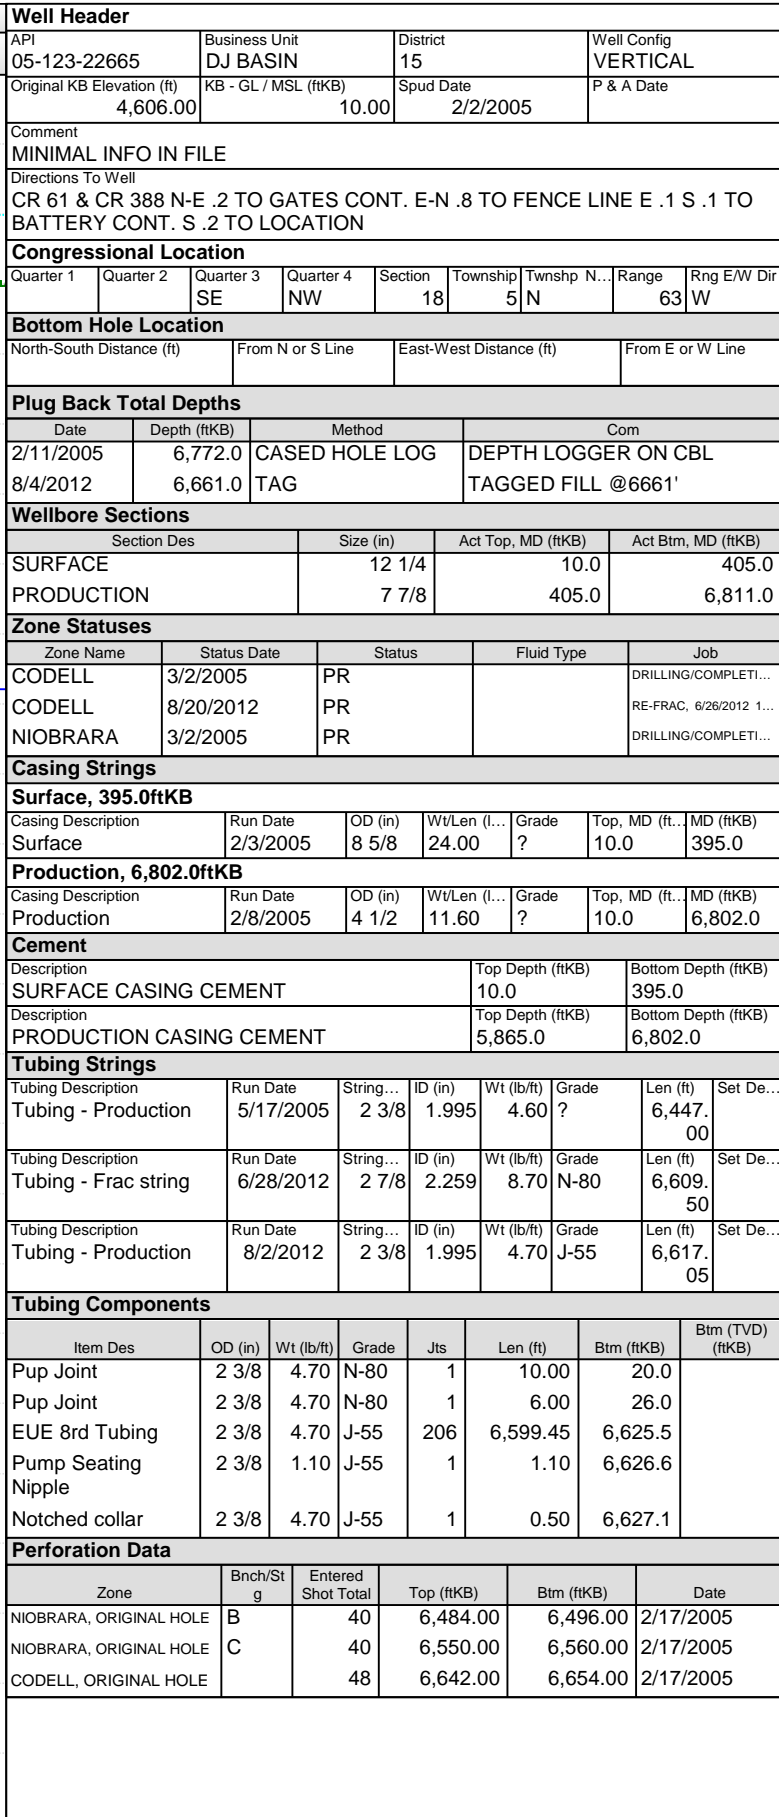 Well Header
API Business Unit District Well Config
05-123-22665 DJ BASIN 15 VERTICAL
Original KB Elevation (ft) KB - GL / MSL (ftKB) Spud Date P & A Date
4,606.00 10.00 2/2/2005
Comment
MINIMAL INFO IN FILE
Directions To Well
CR 61 & CR 388 N-E .2 TO GATES CONT. E-N .8 TO FENCE LINE E .1 S .1 TO
BATTERY CONT. S .2 TO LOCATION
Congressional Location
Quarter 1 Quarter 2 Quarter 3 Quarter 4 Section Township Twnshp N... Range Rng E/W Dir
SE NW 18 5 N 63 W
Bottom Hole Location
North-South Distance (ft) From N or S Line East-West Distance (ft) From E or W Line
Plug Back Total Depths
Date Depth (ftKB) Method Com
2/11/2005 6,772.0 CASED HOLE LOG DEPTH LOGGER ON CBL
8/4/2012 6,661.0 TAG TAGGED FILL @6661'
Wellbore Sections
Section Des Size (in) Act Top, MD (ftKB) Act Btm, MD (ftKB)
SURFACE 12 1/4 10.0 405.0
PRODUCTION 7 7/8 405.0 6,811.0
Zone Statuses
Zone Name Status Date Status Fluid Type Job
CODELL 3/2/2005 PR DRILLING/COMPLETI...
CODELL 8/20/2012 PR RE-FRAC, 6/26/2012 1...
NIOBRARA 3/2/2005 PR DRILLING/COMPLETI...
Casing Strings
Surface, 395.0ftKB
Casing Description Run Date OD (in) Wt/Len (l... Grade Top, MD (ft... MD (ftKB)
Surface 2/3/2005 8 5/8 24.00 ? 10.0 395.0
Production, 6,802.0ftKB
Casing Description Run Date OD (in) Wt/Len (l... Grade Top, MD (ft... MD (ftKB)
Production 2/8/2005 4 1/2 11.60 ? 10.0 6,802.0
Cement
Description Top Depth (ftKB) Bottom Depth (ftKB)
SURFACE CASING CEMENT 10.0 395.0
Description Top Depth (ftKB) Bottom Depth (ftKB)
PRODUCTION CASING CEMENT 5,865.0 6,802.0
Tubing Strings
Tubing Description Run Date String... ID (in) Wt (lb/ft) Grade Len (ft) Set De...
Tubing - Production 5/17/2005 2 3/8 1.995 4.60 ? 6,447.
00
Tubing Description Run Date String... ID (in) Wt (lb/ft) Grade Len (ft) Set De...
Tubing - Frac string 6/28/2012 2 7/8 2.259 8.70 N-80 6,609.
50
Tubing Description Run Date String... ID (in) Wt (lb/ft) Grade Len (ft) Set De...
Tubing - Production 8/2/2012 2 3/8 1.995 4.70 J-55 6,617.
05
Tubing Components
Item Des OD (in) Wt (lb/ft) Grade Jts Len (ft) Btm (ftKB) Btm (TVD)
(ftKB)
Pup Joint 2 3/8 4.70 N-80 1 10.00 20.0
Pup Joint 2 3/8 4.70 N-80 1 6.00 26.0
EUE 8rd Tubing 2 3/8 4.70 J-55 206 6,599.45 6,625.5
Pump Seating 2 3/8 1.10 J-55 1 1.10 6,626.6
Nipple
Notched collar 2 3/8 4.70 J-55 1 0.50 6,627.1
Perforation Data
Zone Bnch/St
g Entered
Shot Total Top (ftKB) Btm (ftKB) Date
NIOBRARA, ORIGINAL HOLE B 40 6,484.00 6,496.00 2/17/2005
NIOBRARA, ORIGINAL HOLE C 40 6,550.00 6,560.00 2/17/2005
CODELL, ORIGINAL HOLE 48 6,642.00 6,654.00 2/17/2005